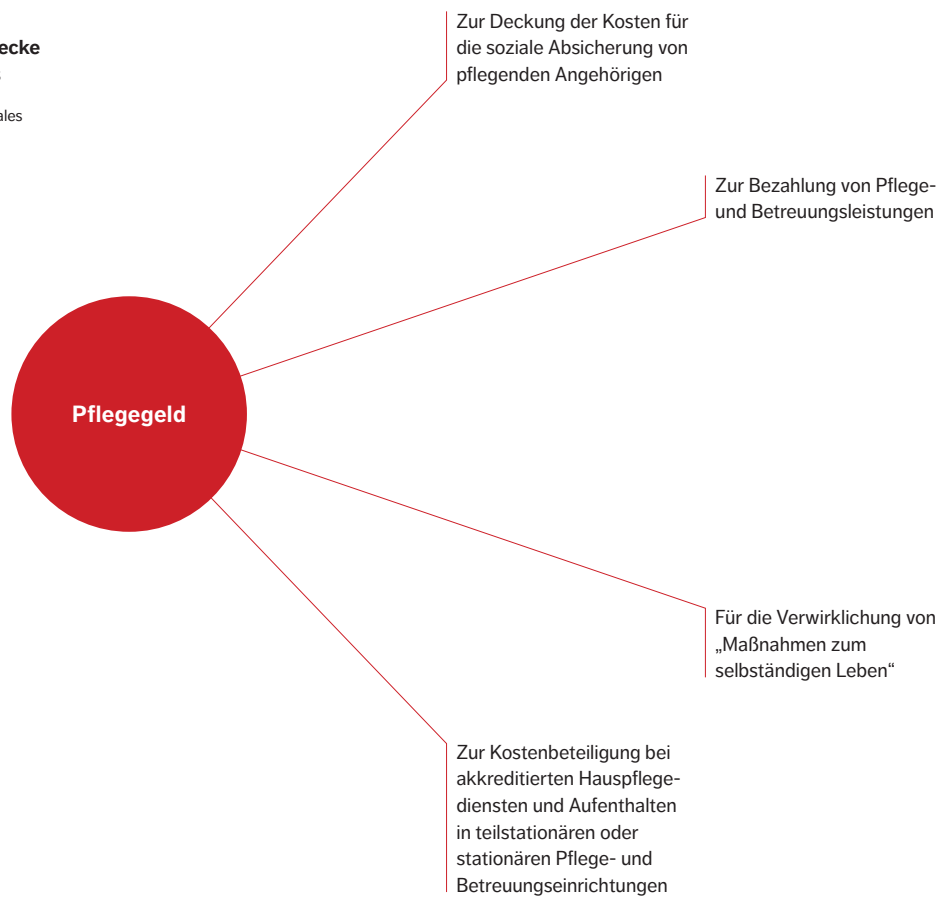 Zur Deckung der Kosten für
die soziale Absicherung von
pflegenden Angehörigen
Zur Bezahlung von Pflege-
und Betreuungsleistungen
Pflegegeld
Für die Verwirklichung von
„Maßnahmen zum
selbständigen Leben“
Zur Kostenbeteiligung bei
akkreditierten Hauspflege-
diensten und Aufenthalten
in teilstationären oder
stationären Pflege- und
Betreuungseinrichtungen